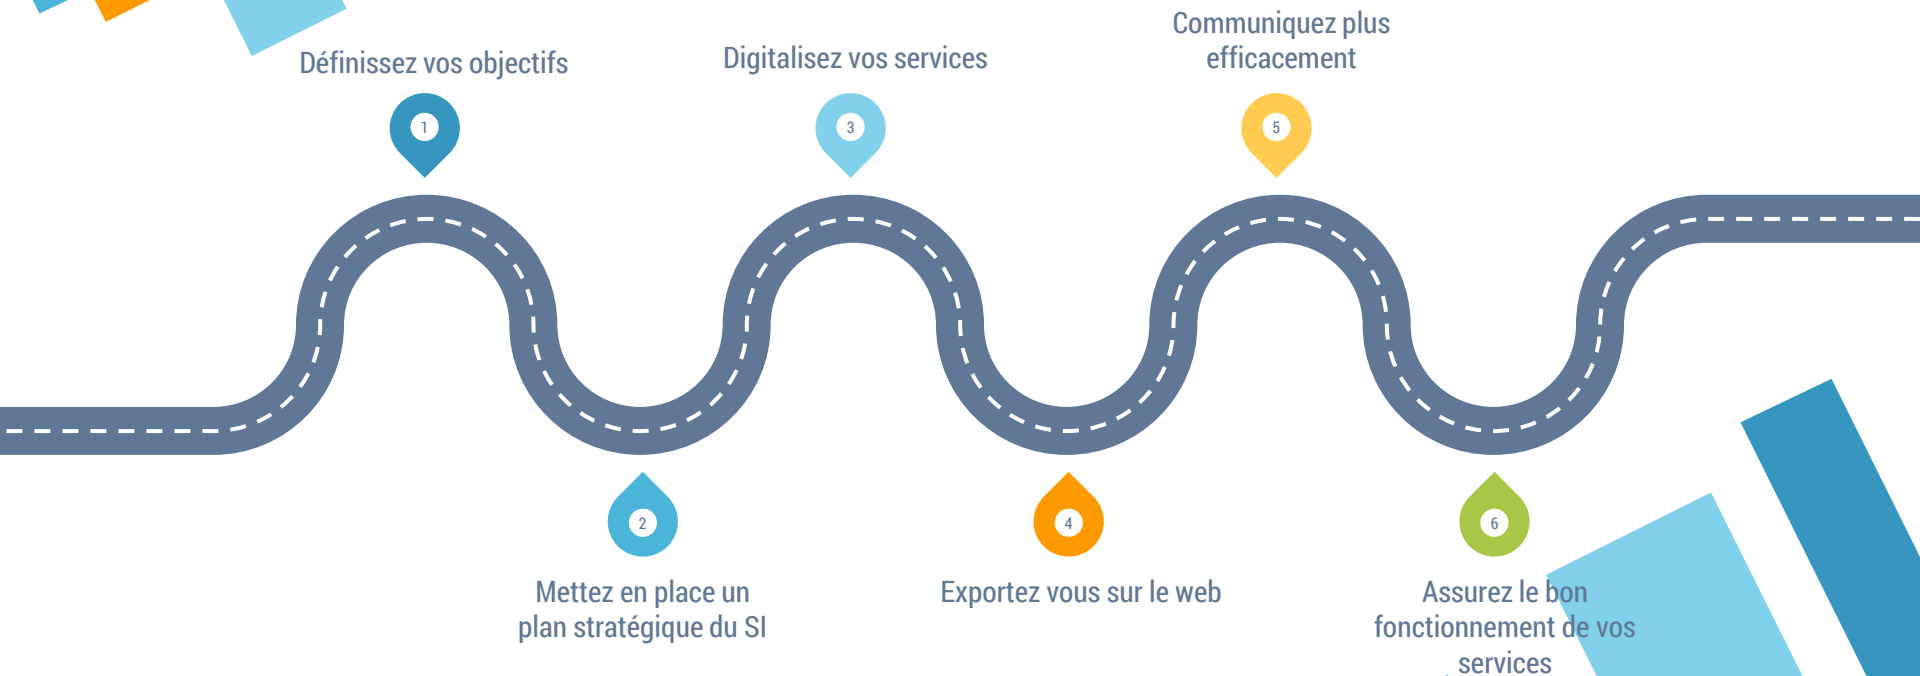 Définissez vos objectifs
1
Mettez en place un
plan stratégique du SI
2
Digitalisez vos services
3
Exportez vous sur le web
4
Communiquez plus
efficacement
5
Assurez le bon
fonctionnement de vos
services
6